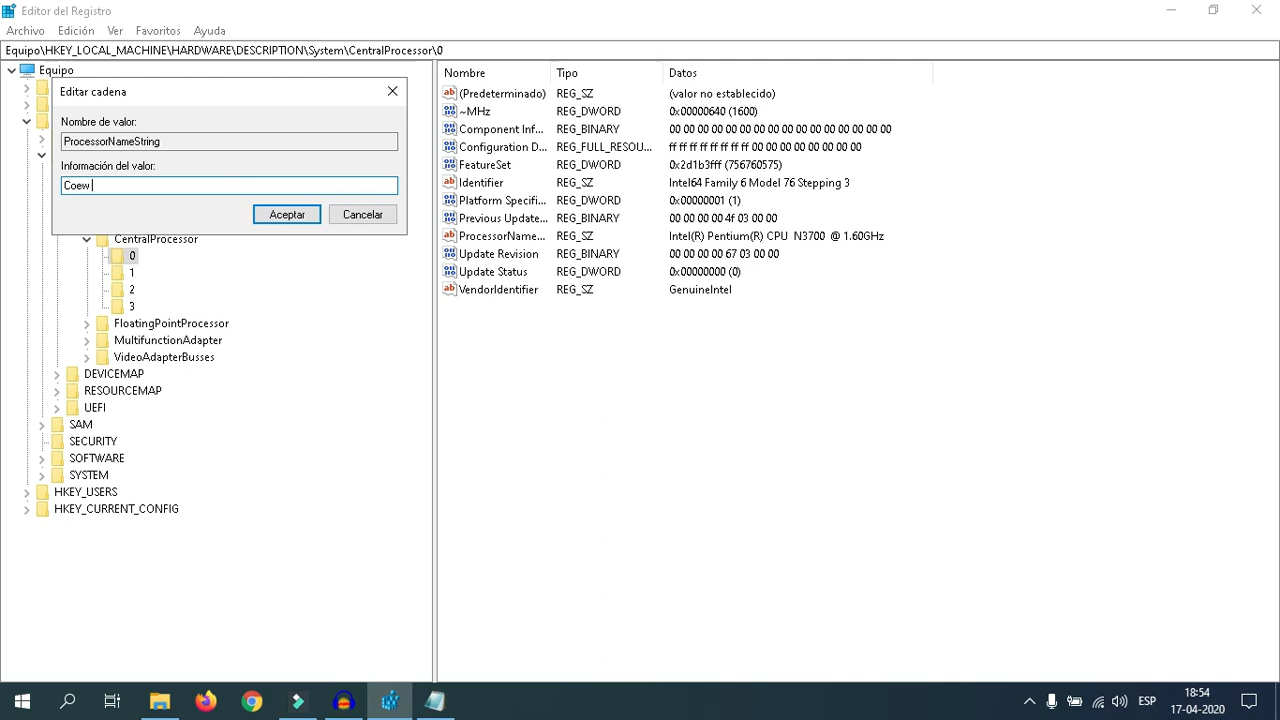 Editor del Registro
Archivo Edición Ver Favoritos Ayuda
Equipo\HKEY_LOCAL_MACHINE\HARDWARE\DESCRIPTION\System\CentralProcessor\0
Equipo
Editar cadena
Nombre de valor:
ProcessorNameString
Información del valor:
Coew
Aceptar Cancelar
CentralProcessor
0
1
2
3
FloatingPointProcessor
MultifunctionAdapter
VideoAdapterBusses
DEVICEMAP
RESOURCEMAP
UEFI
SAM
SECURITY
SOFTWARE
SYSTEM
HKEY_USERS
HKEY_CURRENT_CONFIG
Nombre Tipo Datos
(Predeterminado) REG_SZ (valor no establecido)
~MHz REG_DWORD 0x00000640 (1600)
Component Inf... REG_BINARY 00 00 00 00 00 00 00 00 00 00 00 00 00 00 00 00
Configuration D... REG_FULL_RESOU... ff ff ff ff ff ff ff ff 00 00 00 00 00 00 00 00
FeatureSet REG_DWORD 0x2d1b3fff (756760575)
Identifier REG_SZ Intel64 Family 6 Model 76 Stepping 3
Platform Specifi... REG_DWORD 0x00000001 (1)
Previous Update... REG_BINARY 00 00 00 00 4f 03 00 00
ProcessorName... REG_SZ Intel(R) Pentium(R) CPU N3700 @ 1.60GHz
Update Revision REG_BINARY 00 00 00 00 67 03 00 00
Update Status REG_DWORD 0x00000000 (0)
VendorIdentifier REG_SZ GenuineIntel
ESP
18:54
17-04-2020